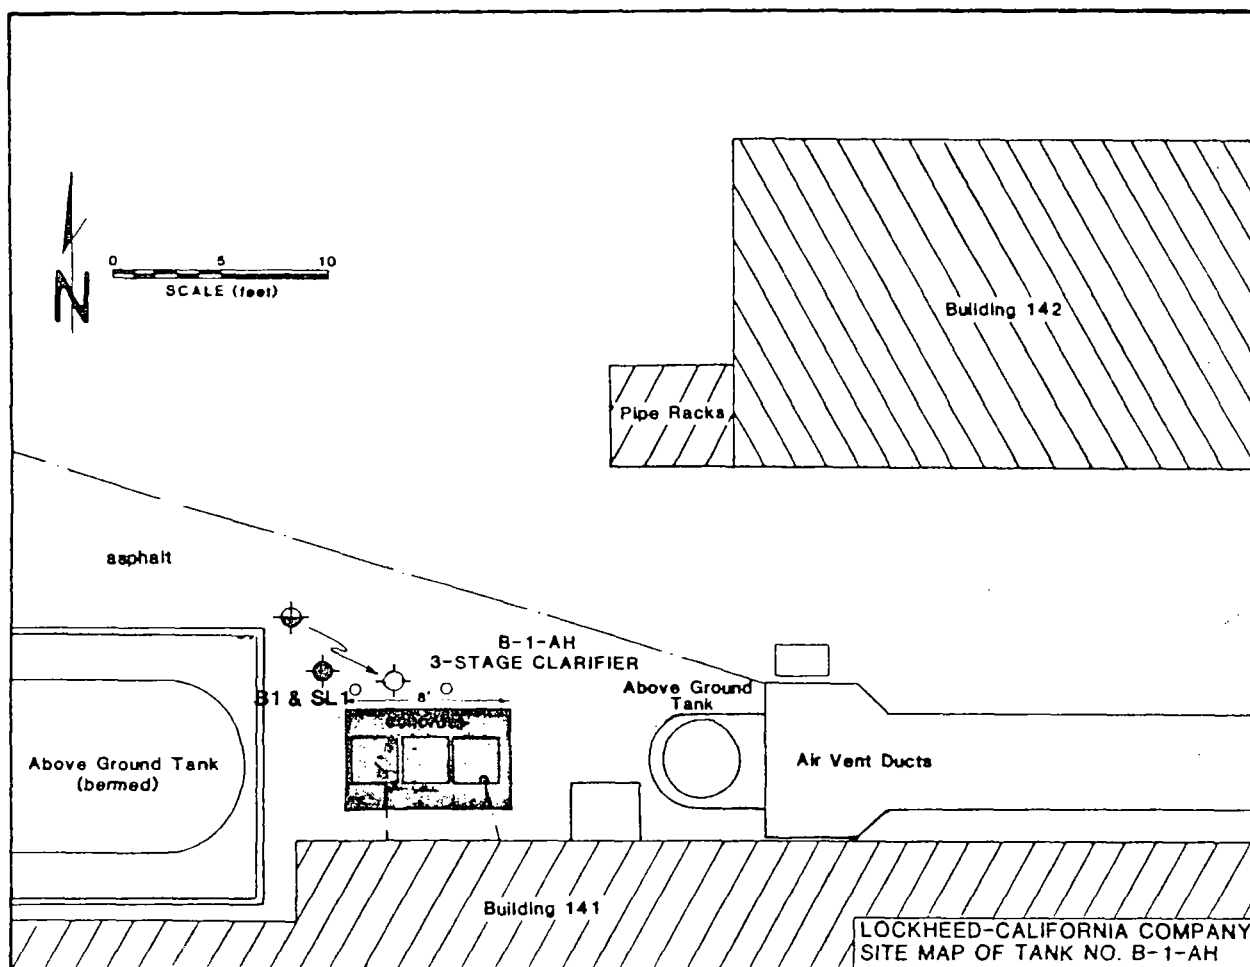 0 5 10
SCALE (feet)
N
Building 142
Pipe Racks
asphalt
B-1-AH
3-STAGE CLARIFIER
B1 & SL1
8'
Above Ground
Tank
concrete
Above Ground Tank
(bermed)
Air Vent Ducts
Building 141
LOCKHEED-CALIFORNIA COMPANY
SITE MAP OF TANK NO. B-1-AH